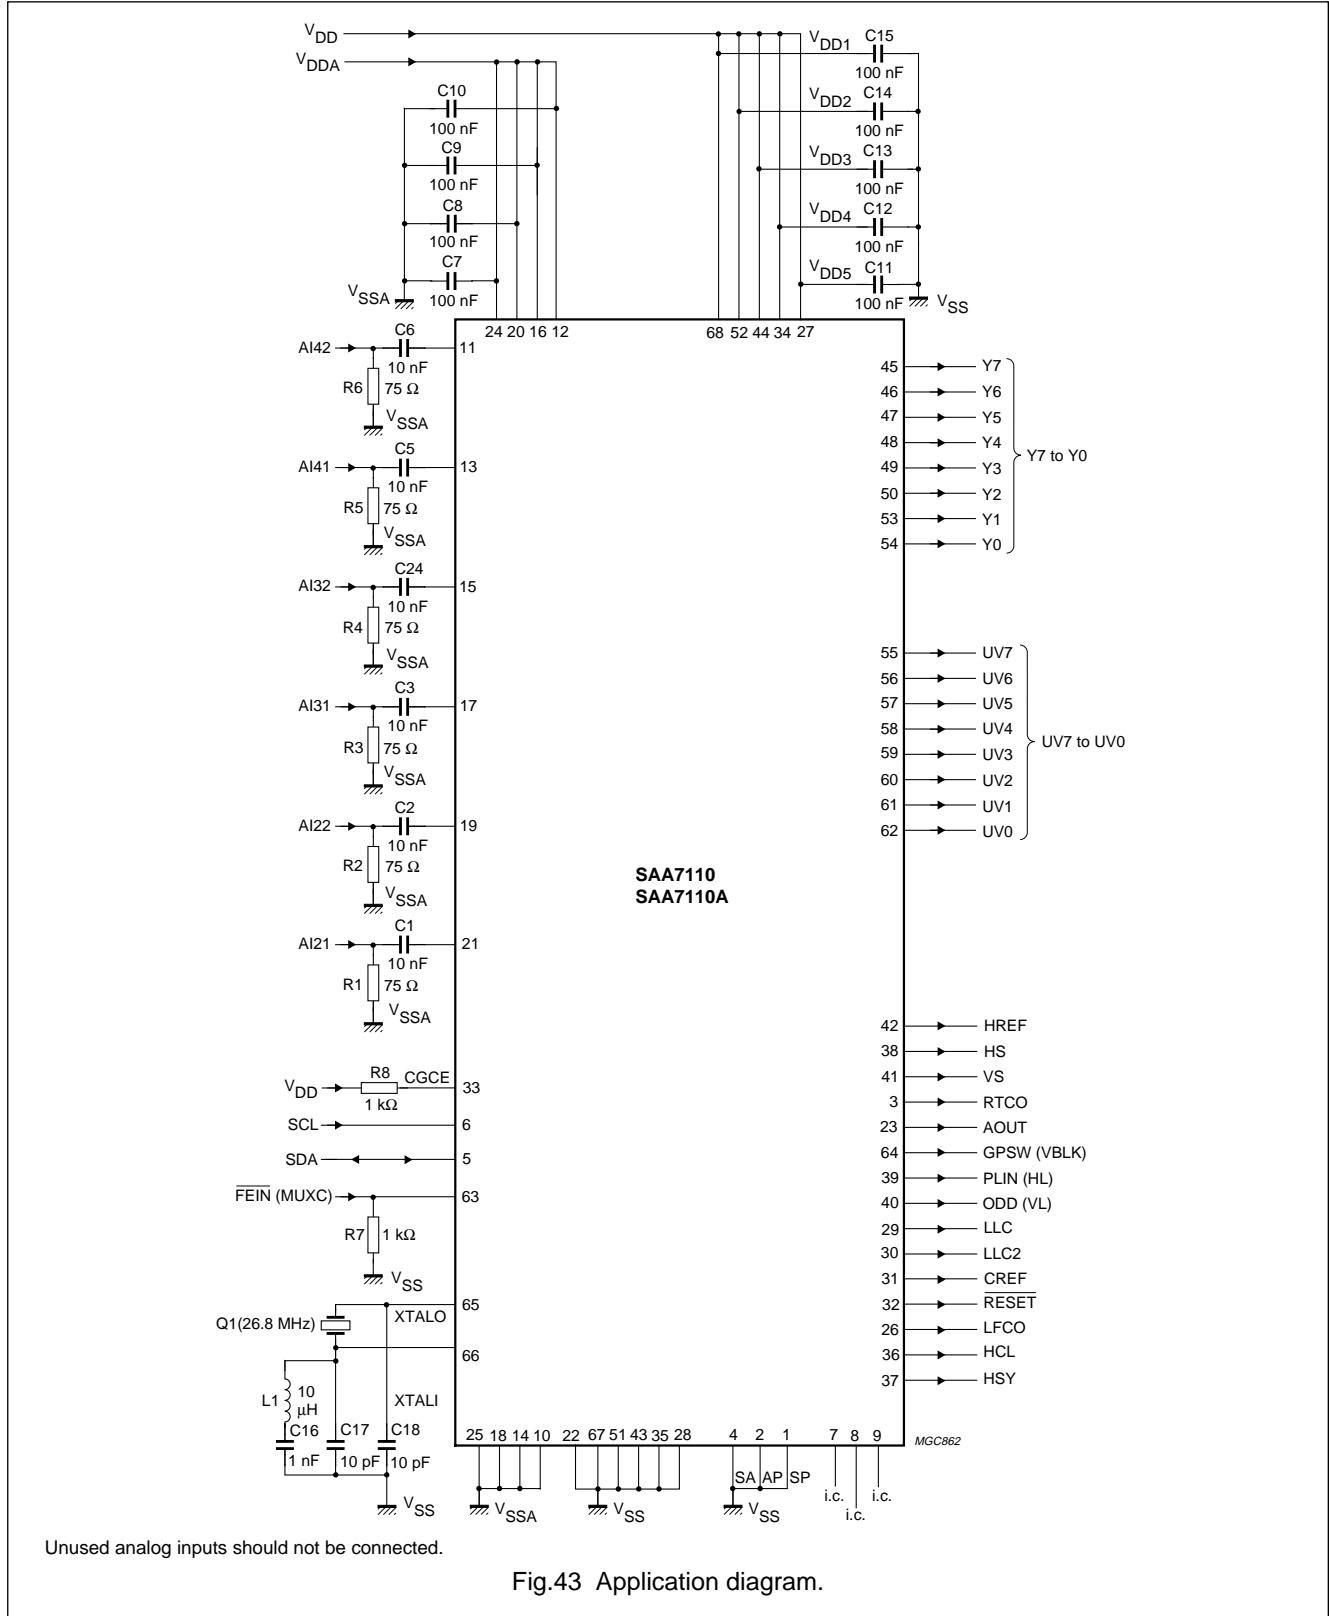 VDD
VDDA
C10
100 nF
C9
100 nF
C8
100 nF
C7
100 nF
VSSA
VDD1
C15
100 nF
VDD2
C14
100 nF
VDD3
C13
100 nF
VDD4
C12
100 nF
VDD5
C11
100 nF
VSS
24 20 16 12
68 52 44 34 27
AI42
C6
11
10 nF
R6
75 Ω
VSSA
AI41
C5
13
10 nF
R5
75 Ω
VSSA
AI32
C24
15
10 nF
R4
75 Ω
VSSA
AI31
C3
17
10 nF
R3
75 Ω
VSSA
AI22
C2
19
10 nF
R2
75 Ω
VSSA
AI21
C1
21
10 nF
R1
75 Ω
VSSA
VDD
R8
CGCE
33
1 kΩ
SCL
6
SDA
5
FEIN (MUXC)
63
R7
1 kΩ
VSS
65
XTALO
Q1(26.8 MHz)
66
L1
10
μH
XTALI
C16
C17
C18
1 nF
10 pF
10 pF
VSS
SAA7110
SAA7110A
45 Y7
46 Y6
47 Y5
48 Y4
49 Y3
50 Y2
53 Y1
54 Y0
Y7 to Y0
55 UV7
56 UV6
57 UV5
58 UV4
59 UV3
60 UV2
61 UV1
62 UV0
UV7 to UV0
42 HREF
38 HS
41 VS
3 RTCO
23 AOUT
64 GPSW (VBLK)
39 PLIN (HL)
40 ODD (VL)
29 LLC
30 LLC2
31 CREF
32 RESET
26 LFCO
36 HCL
37 HSY
25 18 14 10
22 67 51 43 35 28
4 2 1
7 8 9
MGC862
SA AP SP
i.c.
i.c.
i.c.
VSSA
VSS
VSS
Unused analog inputs should not be connected.
Fig.43 Application diagram.